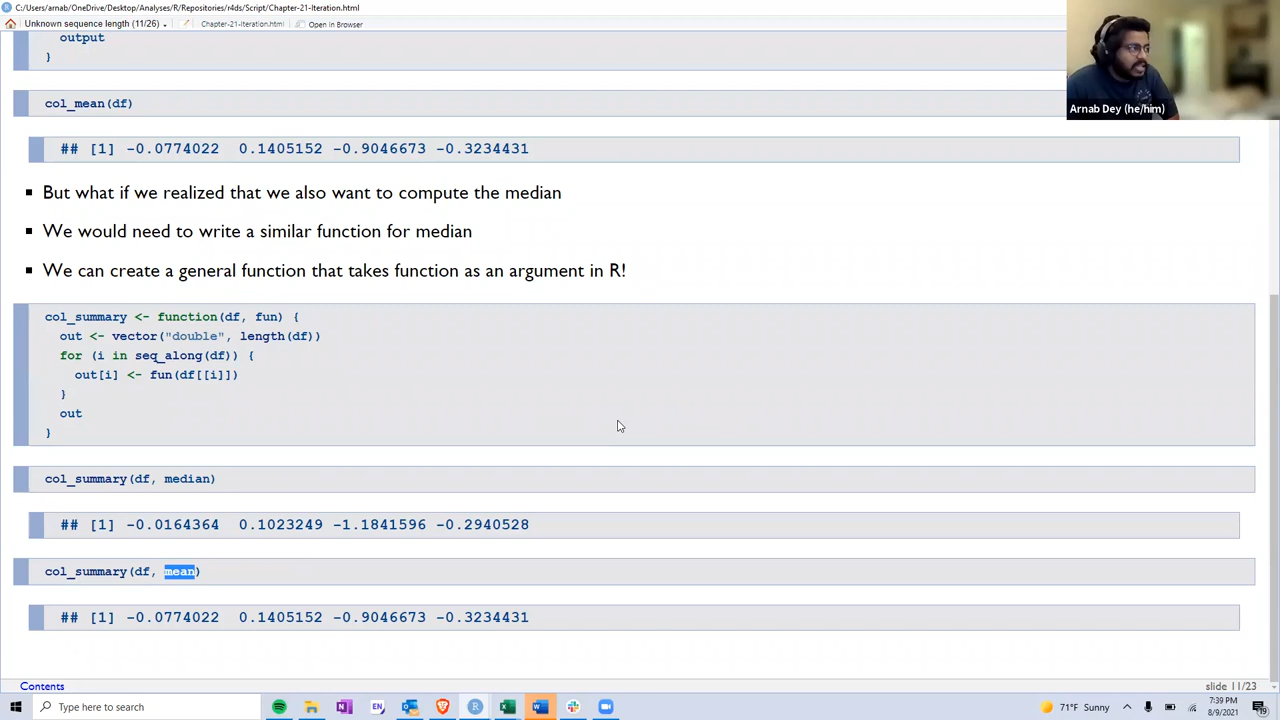 C:/Users/arnab/OneDrive/Desktop/Analyses/R/Repositories/r4ds/Script/Chapter-21-Iteration.html
Unknown sequence length (11/26)
Chapter-21-Iteration.html
Open in Browser
output
}
Arnab Dey (he/him)
col_mean(df)
## [1] -0.0774022 0.1405152 -0.9046673 -0.3234431
But what if we realized that we also want to compute the median
We would need to write a similar function for median
We can create a general function that takes function as an argument in R!
col_summary <- function(df, fun) {
out <- vector("double", length(df))
for (i in seq_along(df)) {
out[i] <- fun(df[[i]])
}
out
}
col_summary(df, median)
## [1] -0.0164364 0.1023249 -1.1841596 -0.2940528
col_summary(df, mean)
## [1] -0.0774022 0.1405152 -0.9046673 -0.3234431
Contents
slide 11/23
Type here to search
71°F Sunny
7:39 PM
8/9/2021